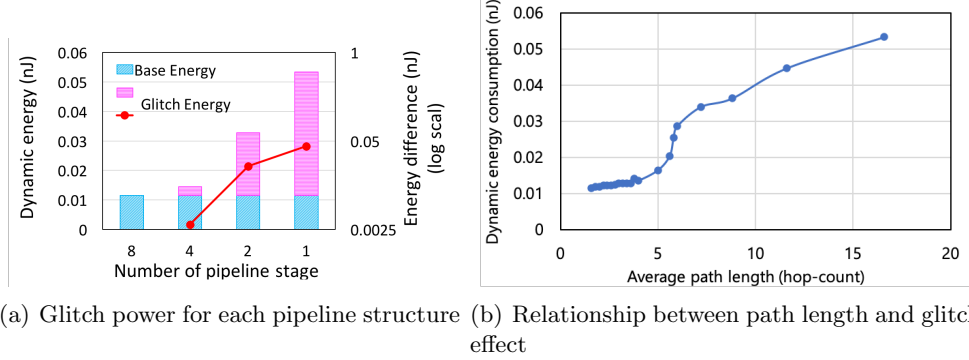 0.06
0.05
0.04
0.03
0.02
0.01
0
Dynamic energy (nJ)
Base Energy
Glitch Energy
1
0.05
0.0025
Energy difference (nJ)
(log scal)
8 4 2 1
Number of pipeline stage
0.06
0.05
0.04
0.03
0.02
0.01
0
Dynamic energy consumption (nJ)
0 5 10 15 20
Average path length (hop-count)
(a) Glitch power for each pipeline structure
(b) Relationship between path length and glitch
effect